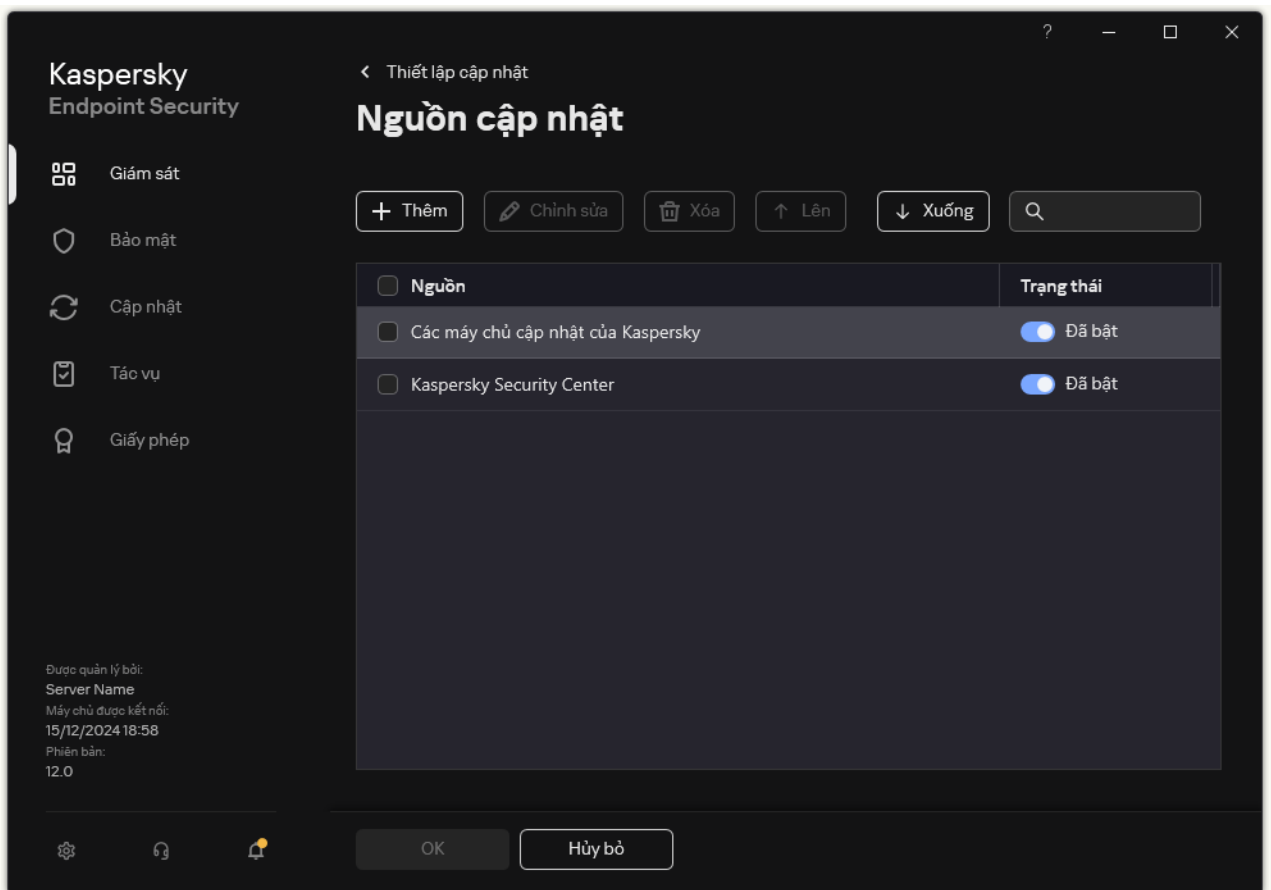 ?
Kaspersky
Endpoint Security
Giám sát
Bảo mật
Cập nhật
Tác vụ
Giấy phép
Được quản lý bởi:
Server Name
Máy chủ được kết nối:
15/12/2024 18:58
Phiên bản:
12.0
Thiết lập cập nhật
Nguồn cập nhật
Thêm Chỉnh sửa Xóa Lên Xuống
Nguồn Trạng thái
Các máy chủ cập nhật của Kaspersky Đã bật
Kaspersky Security Center Đã bật
OK Hủy bỏ